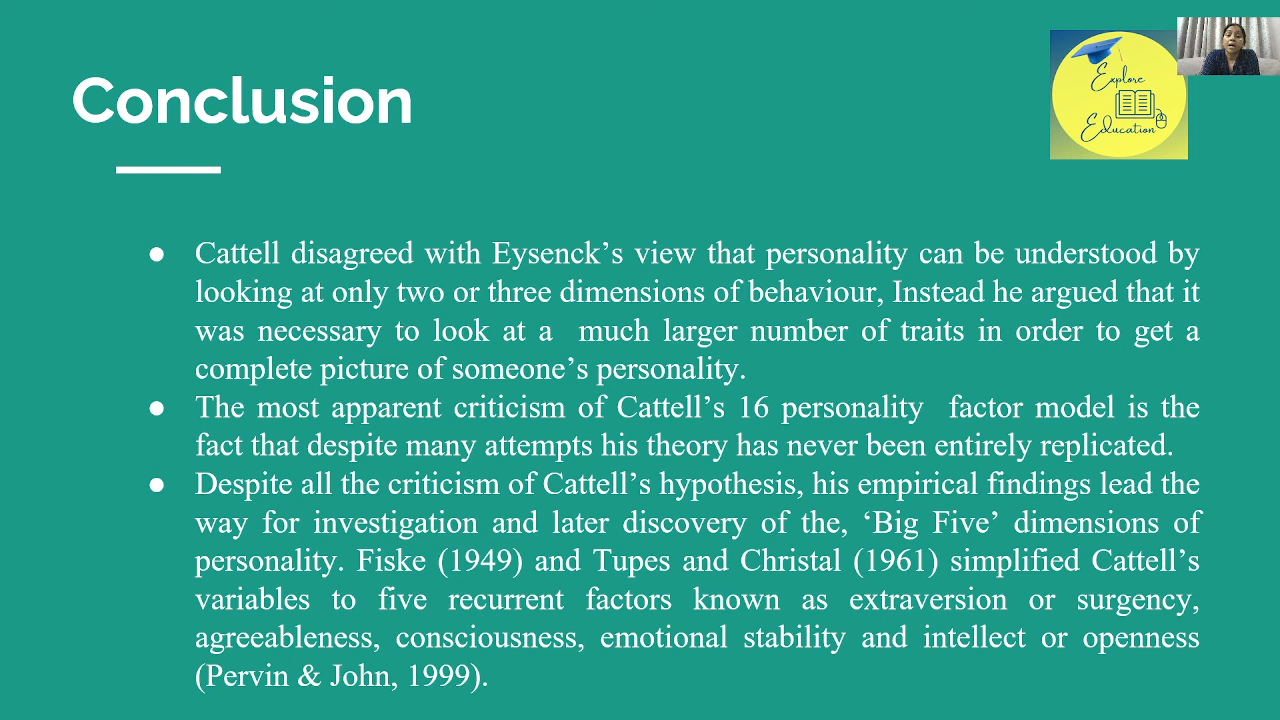 Conclusion
Explore
Education
● Cattell disagreed with Eysenck’s view that personality can be understood by
looking at only two or three dimensions of behaviour, Instead he argued that it
was necessary to look at a much larger number of traits in order to get a
complete picture of someone’s personality.
● The most apparent criticism of Cattell’s 16 personality factor model is the
fact that despite many attempts his theory has never been entirely replicated.
● Despite all the criticism of Cattell’s hypothesis, his empirical findings lead the
way for investigation and later discovery of the, ‘Big Five’ dimensions of
personality. Fiske (1949) and Tupes and Christal (1961) simplified Cattell’s
variables to five recurrent factors known as extraversion or surgency,
agreeableness, consciousness, emotional stability and intellect or openness
(Pervin & John, 1999).